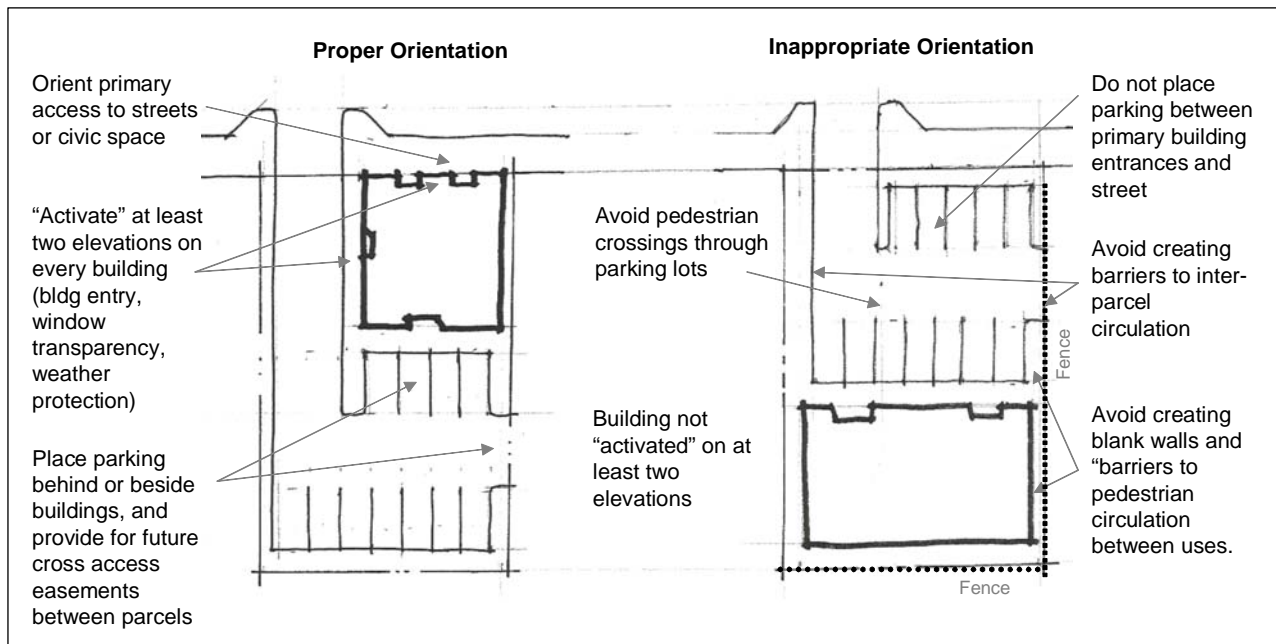 Proper Orientation
Inappropriate Orientation
Orient primary
access to streets
or civic space
“Activate” at least
two elevations on
every building
(bldg entry,
window
transparency,
weather
protection)
Place parking
behind or beside
buildings, and
provide for future
cross access
easements
between parcels
Avoid pedestrian
crossings through
parking lots
Building not
“activated” on at
least two
elevations
Do not place
parking between
primary building
entrances and
street
Avoid creating
barriers to inter-
parcel
circulation
Fence
Avoid creating
blank walls and
“barriers to
pedestrian
circulation
between uses.
Fence